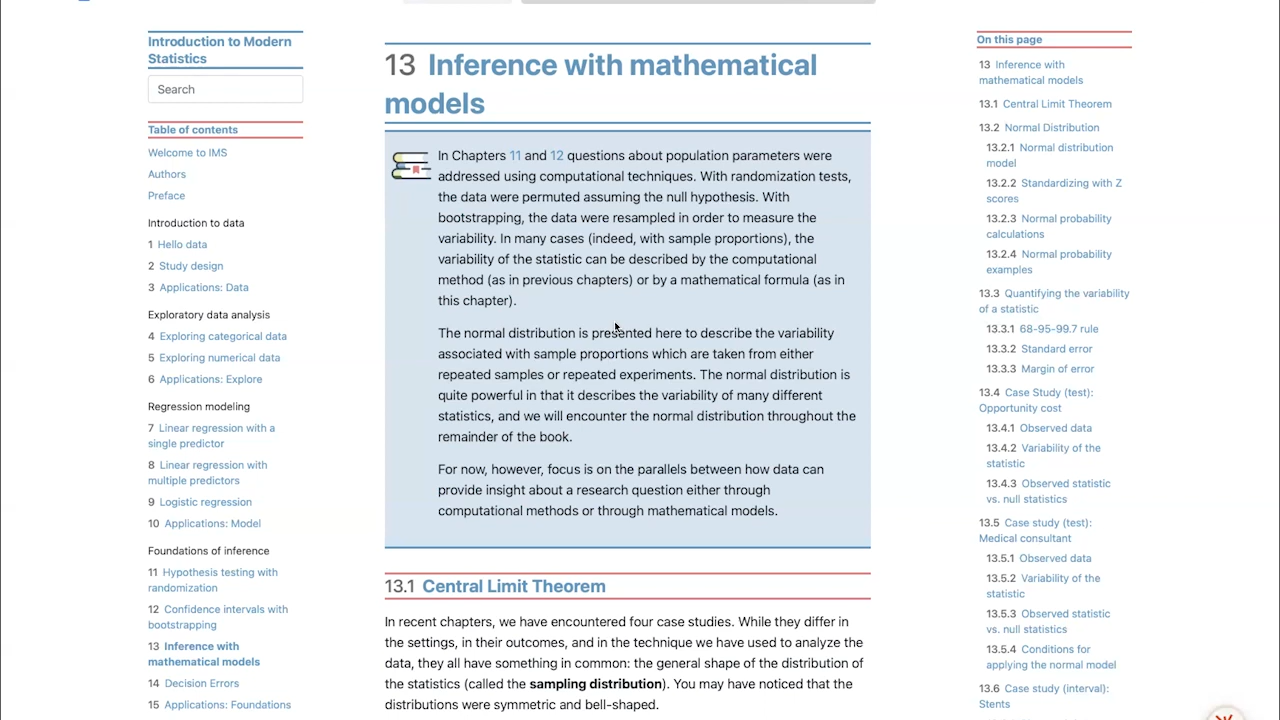 Introduction to Modern
Statistics
Search
Table of contents
Welcome to IMS
Authors
Preface
Introduction to data
1 Hello data
2 Study design
3 Applications: Data
Exploratory data analysis
4 Exploring categorical data
5 Exploring numerical data
6 Applications: Explore
Regression modeling
7 Linear regression with a
single predictor
8 Linear regression with
multiple predictors
9 Logistic regression
10 Applications: Model
Foundations of inference
11 Hypothesis testing with
randomization
12 Confidence intervals with
bootstrapping
13 Inference with
mathematical models
14 Decision Errors
15 Applications: Foundations
13 Inference with mathematical
models
In Chapters 11 and 12 questions about population parameters were
addressed using computational techniques. With randomization tests,
the data were permuted assuming the null hypothesis. With
bootstrapping, the data were resampled in order to measure the
variability. In many cases (indeed, with sample proportions), the
variability of the statistic can be described by the computational
method (as in previous chapters) or by a mathematical formula (as in
this chapter).
The normal distribution is presented here to describe the variability
associated with sample proportions which are taken from either
repeated samples or repeated experiments. The normal distribution is
quite powerful in that it describes the variability of many different
statistics, and we will encounter the normal distribution throughout the
remainder of the book.
For now, however, focus is on the parallels between how data can
provide insight about a research question either through
computational methods or through mathematical models.
13.1 Central Limit Theorem
In recent chapters, we have encountered four case studies. While they differ in
the settings, in their outcomes, and in the technique we have used to analyze the
data, they all have something in common: the general shape of the distribution of
the statistics (called the sampling distribution). You may have noticed that the
distributions were symmetric and bell-shaped.
On this page
13 Inference with
mathematical models
13.1 Central Limit Theorem
13.2 Normal Distribution
13.2.1 Normal distribution
model
13.2.2 Standardizing with Z
scores
13.2.3 Normal probability
calculations
13.2.4 Normal probability
examples
13.3 Quantifying the variability
of a statistic
13.3.1 68-95-99.7 rule
13.3.2 Standard error
13.3.3 Margin of error
13.4 Case Study (test):
Opportunity cost
13.4.1 Observed data
13.4.2 Variability of the
statistic
13.4.3 Observed statistic
vs. null statistics
13.5 Case study (test):
Medical consultant
13.5.1 Observed data
13.5.2 Variability of the
statistic
13.5.3 Observed statistic
vs. null statistics
13.5.4 Conditions for
applying the normal model
13.6 Case study (interval):
Stents